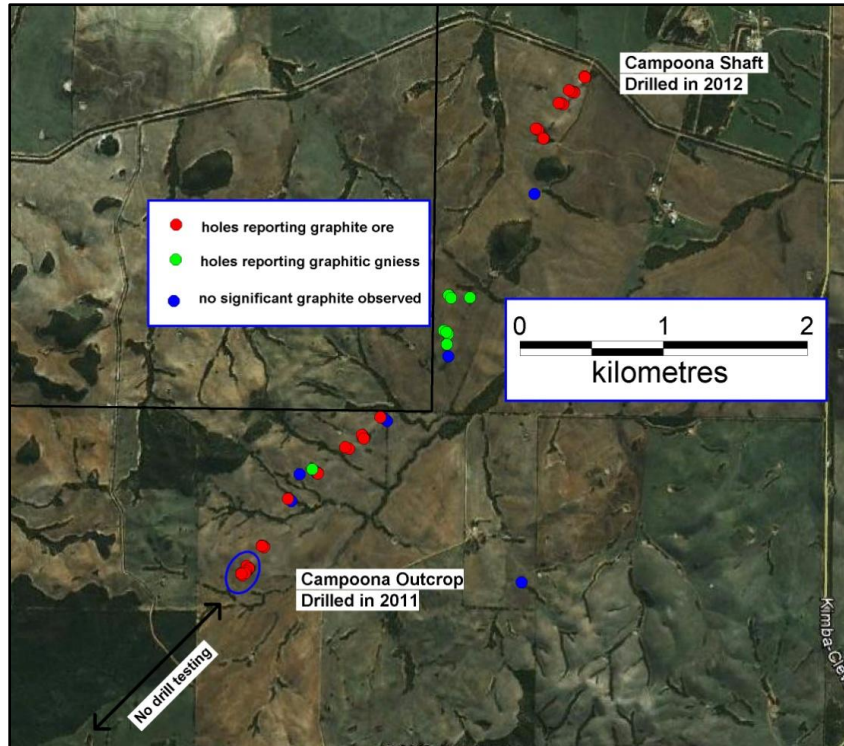 Campoona Shaft
Drilled in 2012
holes reporting graphite ore
holes reporting graphitic gniess
no significant graphite observed
0 1 2
kilometres
Campoona Outcrop
Drilled in 2011
No drill testing